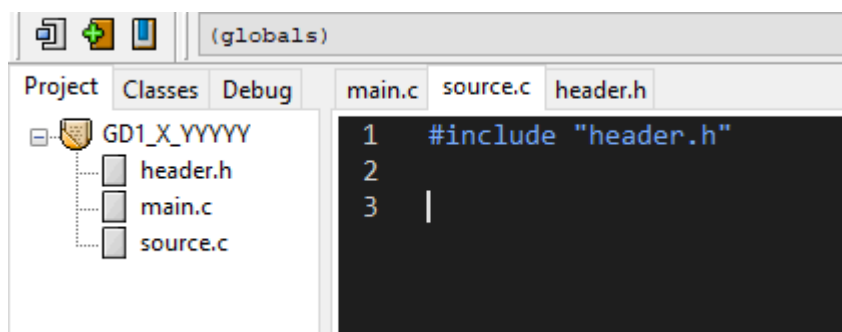 (globals)
Project Classes Debug
main.c source.c header.h
GD1_X_YYYYY
header.h
main.c
source.c
1 #include "header.h"
2
3